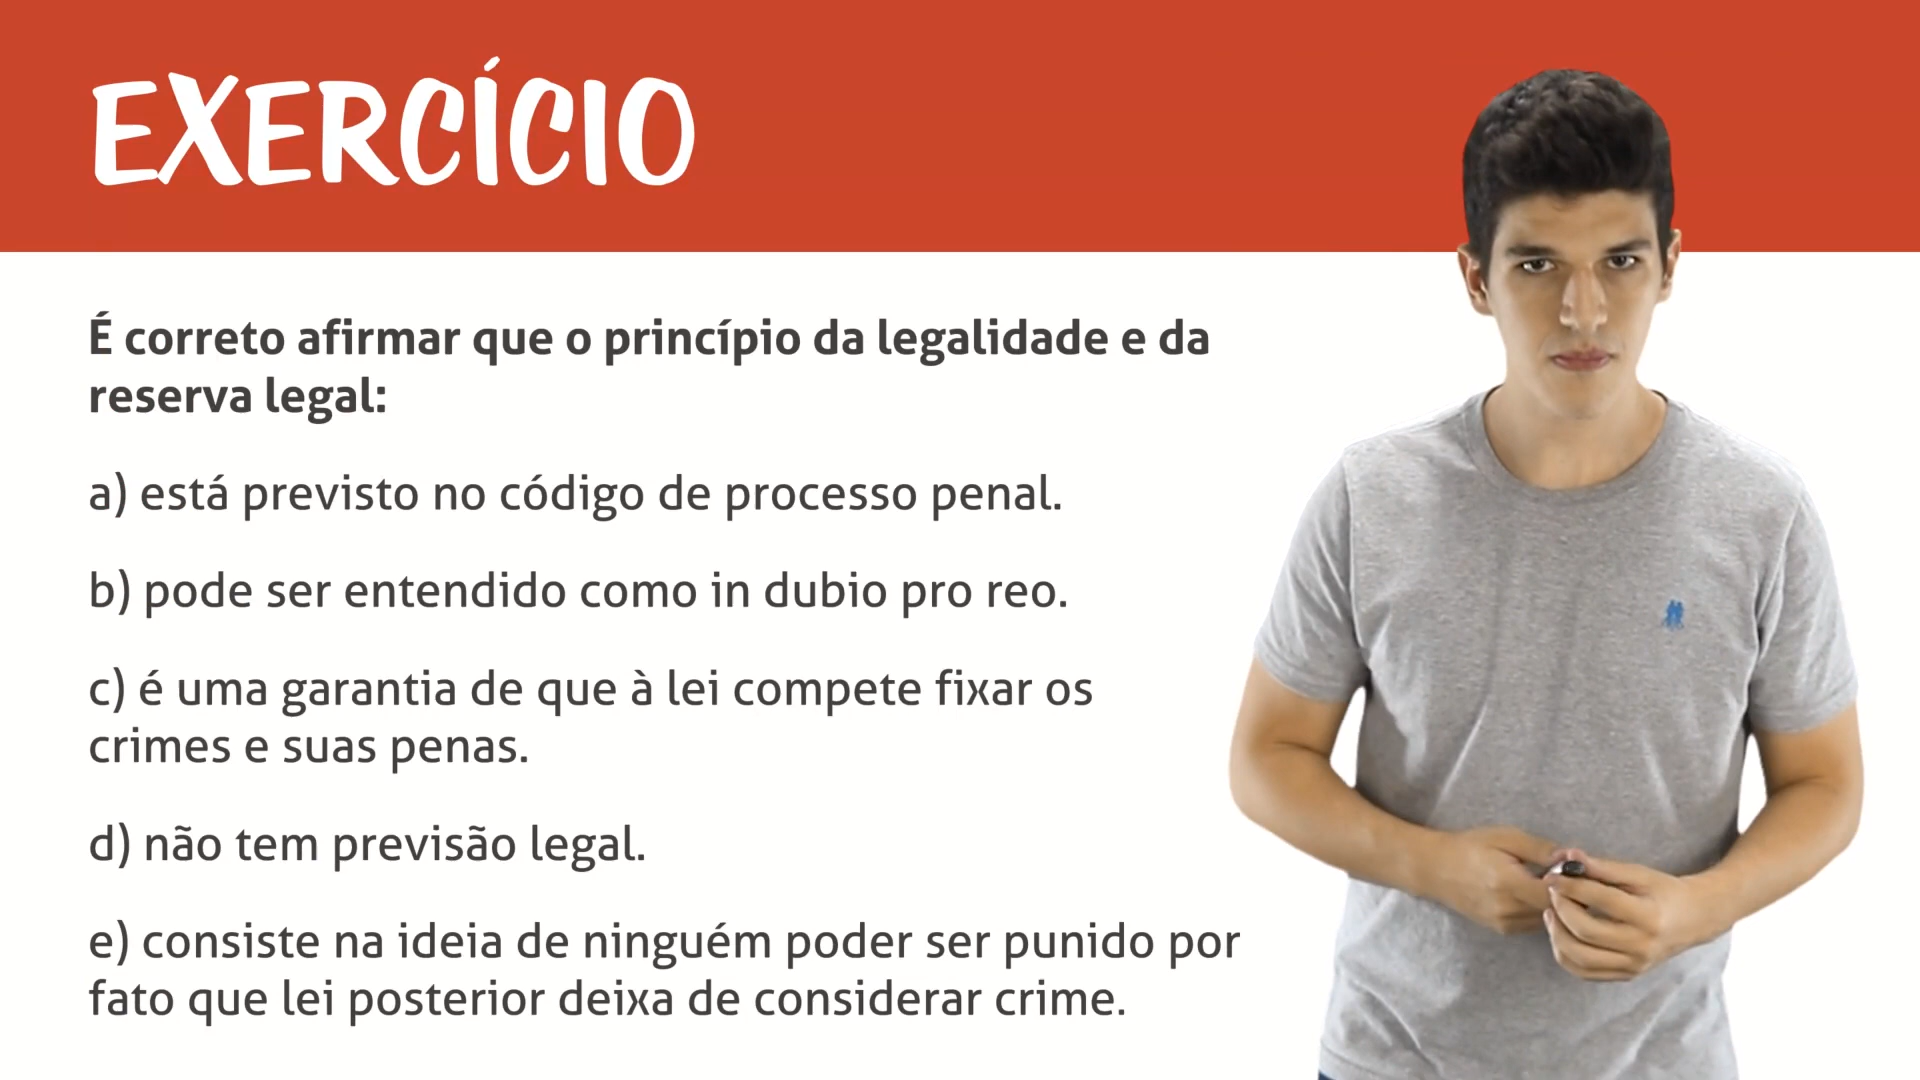 EXERCÍCIO
É correto afirmar que o princípio da legalidade e da
reserva legal:
a) está previsto no código de processo penal.
b) pode ser entendido como in dubio pro reo.
c) é uma garantia de que à lei compete fixar os
crimes e suas penas.
d) não tem previsão legal.
e) consiste na ideia de ninguém poder ser punido por
fato que lei posterior deixa de considerar crime.